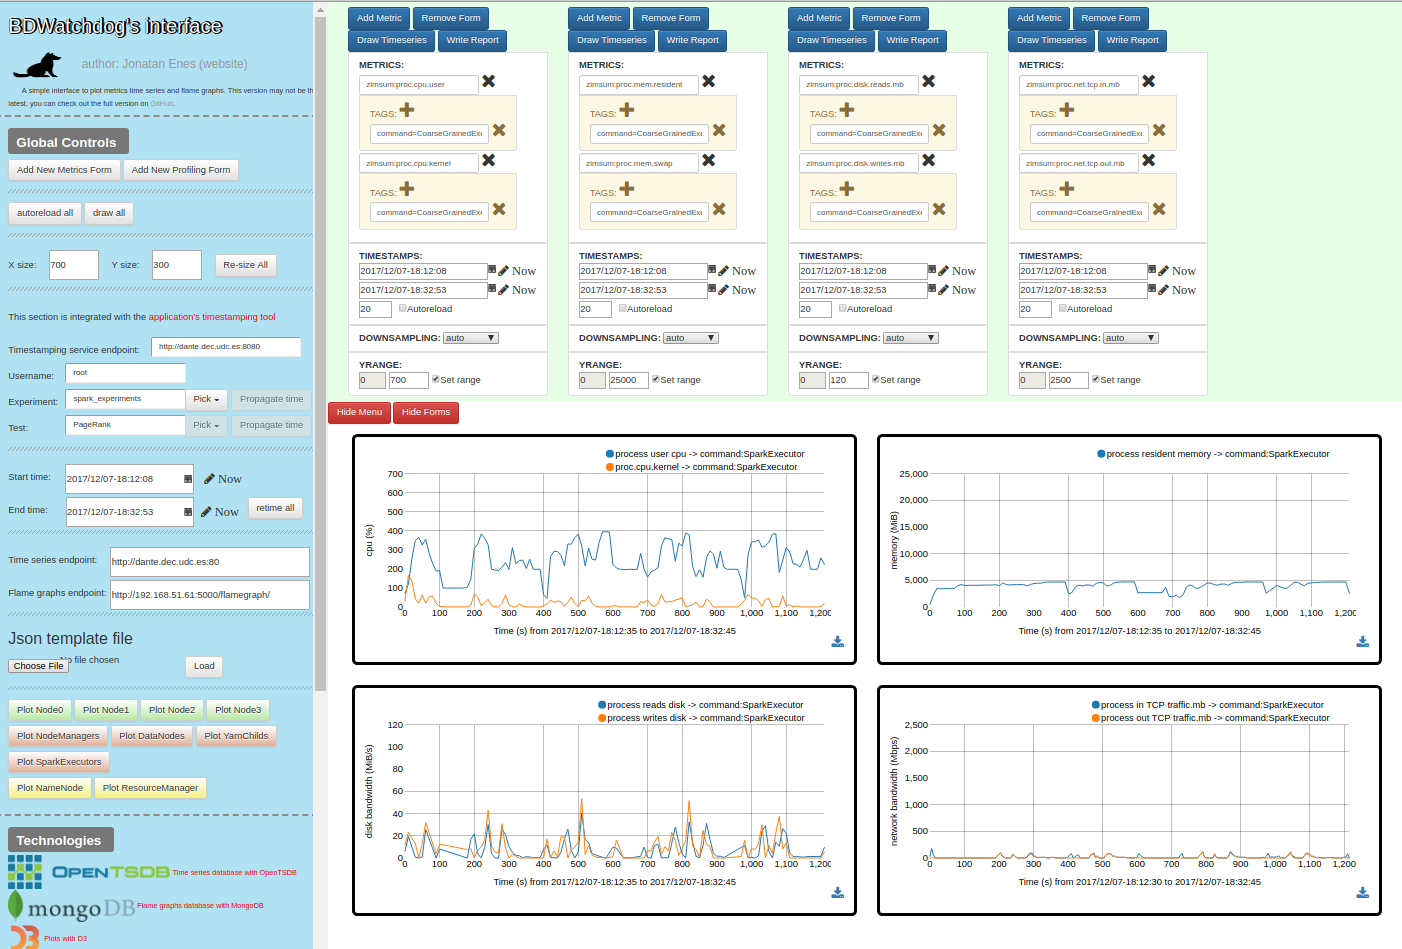 BDWatchdog's interface
author: Jonatan Enes (website)
A simple interface to plot metrics time series and flame graphs. This version may not be th
latest, you can check out the full version on GitHub.
Global Controls
Add New Metrics Form Add New Profiling Form
autoreload all draw all
X size: 700 Y size: 300 Re-size All
This section is integrated with the application's timestamping tool
Timestamping service endpoint: http://dante.dec.udc.es:8080
Username: root
Experiment: spark_experiments Pick Propagate time
Test: PageRank Pick Propagate time
Start time: 2017/12/07-18:12:08 Now
End time: 2017/12/07-18:32:53 Now retime all
Time series endpoint: http://dante.dec.udc.es:80
Flame graphs endpoint: http://192.168.51.61:5000/flamegraph/
Json template file
Choose File No file chosen Load
Plot Node0 Plot Node1 Plot Node2 Plot Node3
Plot NodeManagers Plot DataNodes Plot YarnChilds
Plot SparkExecutors
Plot NameNode Plot ResourceManager
Technologies
OPENTSDB Time series database with OpenTSDB
mongoDB Flame graphs database with MongoDB
D3 Plots with D3
Add Metric Remove Form
Draw Timeseries Write Report
METRICS:
zimsum:proc.cpu.user
TAGS:
command=CoarseGrainedExe
zimsum:proc.cpu.kernel
TAGS:
command=CoarseGrainedExe
TIMESTAMPS:
2017/12/07-18:12:08 Now
2017/12/07-18:32:53 Now
20 Autoreload
DOWNSAMPLING: auto
YRANGE:
0 700 Set range
Add Metric Remove Form
Draw Timeseries Write Report
METRICS:
zimsum:proc.mem.resident
TAGS:
command=CoarseGrainedExe
zimsum:proc.mem.swap
TAGS:
command=CoarseGrainedExe
TIMESTAMPS:
2017/12/07-18:12:08 Now
2017/12/07-18:32:53 Now
20 Autoreload
DOWNSAMPLING: auto
YRANGE:
0 25000 Set range
Add Metric Remove Form
Draw Timeseries Write Report
METRICS:
zimsum:proc.disk.reads.mb
TAGS:
command=CoarseGrainedExe
zimsum:proc.disk.writes.mb
TAGS:
command=CoarseGrainedExe
TIMESTAMPS:
2017/12/07-18:12:08 Now
2017/12/07-18:32:53 Now
20 Autoreload
DOWNSAMPLING: auto
YRANGE:
0 120 Set range
Add Metric Remove Form
Draw Timeseries Write Report
METRICS:
zimsum:proc.net.tcp.in.mb
TAGS:
command=CoarseGrainedExe
zimsum:proc.net.tcp.out.mb
TAGS:
command=CoarseGrainedExe
TIMESTAMPS:
2017/12/07-18:12:08 Now
2017/12/07-18:32:53 Now
20 Autoreload
DOWNSAMPLING: auto
YRANGE:
0 2500 Set range
Hide Menu Hide Forms
process user cpu -> command:SparkExecutor
proc.cpu.kernel -> command:SparkExecutor
cpu (%)
700
600
500
400
300
200
100
0
0 100 200 300 400 500 600 700 800 900 1,000 1,100 1,200
Time (s) from 2017/12/07-18:12:35 to 2017/12/07-18:32:45
process resident memory -> command:SparkExecutor
memory (MiB)
25,000
20,000
15,000
10,000
5,000
0
0 100 200 300 400 500 600 700 800 900 1,000 1,100 1,200
Time (s) from 2017/12/07-18:12:35 to 2017/12/07-18:32:45
process reads disk -> command:SparkExecutor
process writes disk -> command:SparkExecutor
disk bandwidth (MiB/s)
120
100
80
60
40
20
0
0 100 200 300 400 500 600 700 800 900 1,000 1,100 1,200
Time (s) from 2017/12/07-18:12:35 to 2017/12/07-18:32:45
process in TCP traffic.mb -> command:SparkExecutor
process out TCP traffic.mb -> command:SparkExecutor
network bandwidth (Mbps)
2,500
2,000
1,500
1,000
500
0
0 100 200 300 400 500 600 700 800 900 1,000 1,100 1,200
Time (s) from 2017/12/07-18:12:30 to 2017/12/07-18:32:45